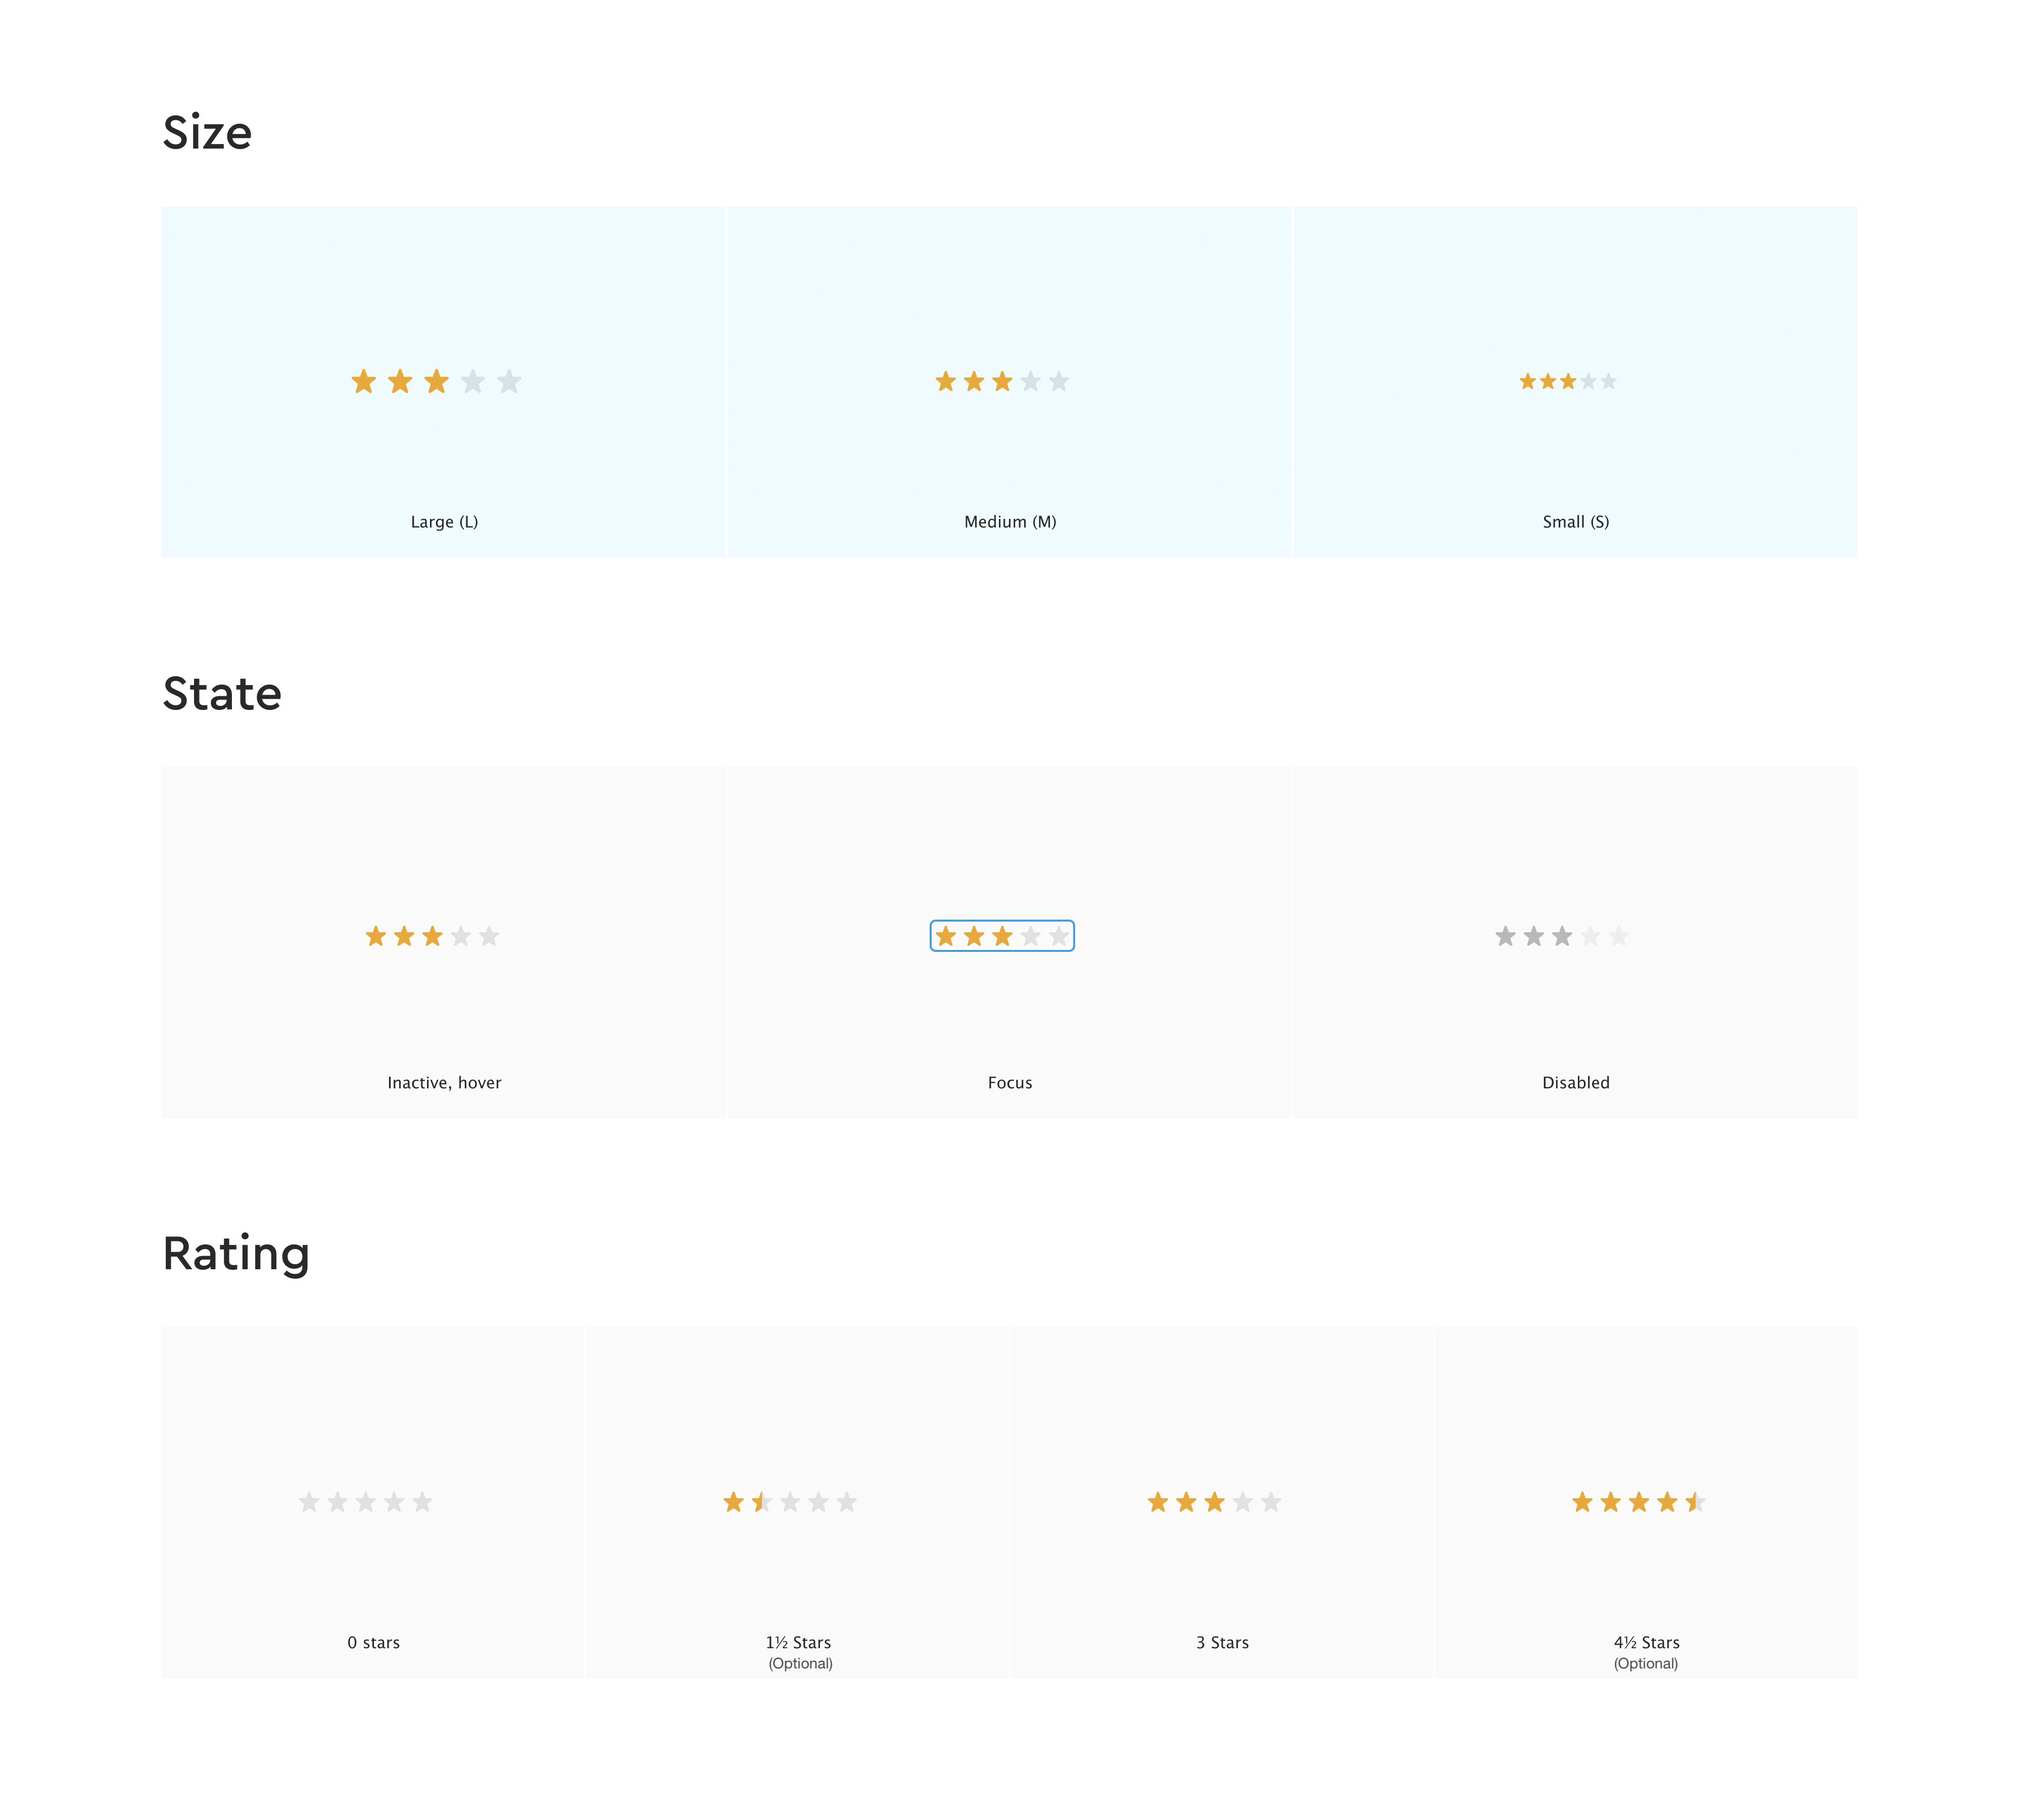 Size
Large (L)
Medium (M)
Small (S)
State
Inactive, hover
Focus
Disabled
Rating
0 stars
1½ Stars
(Optional)
3 Stars
4½ Stars
(Optional)